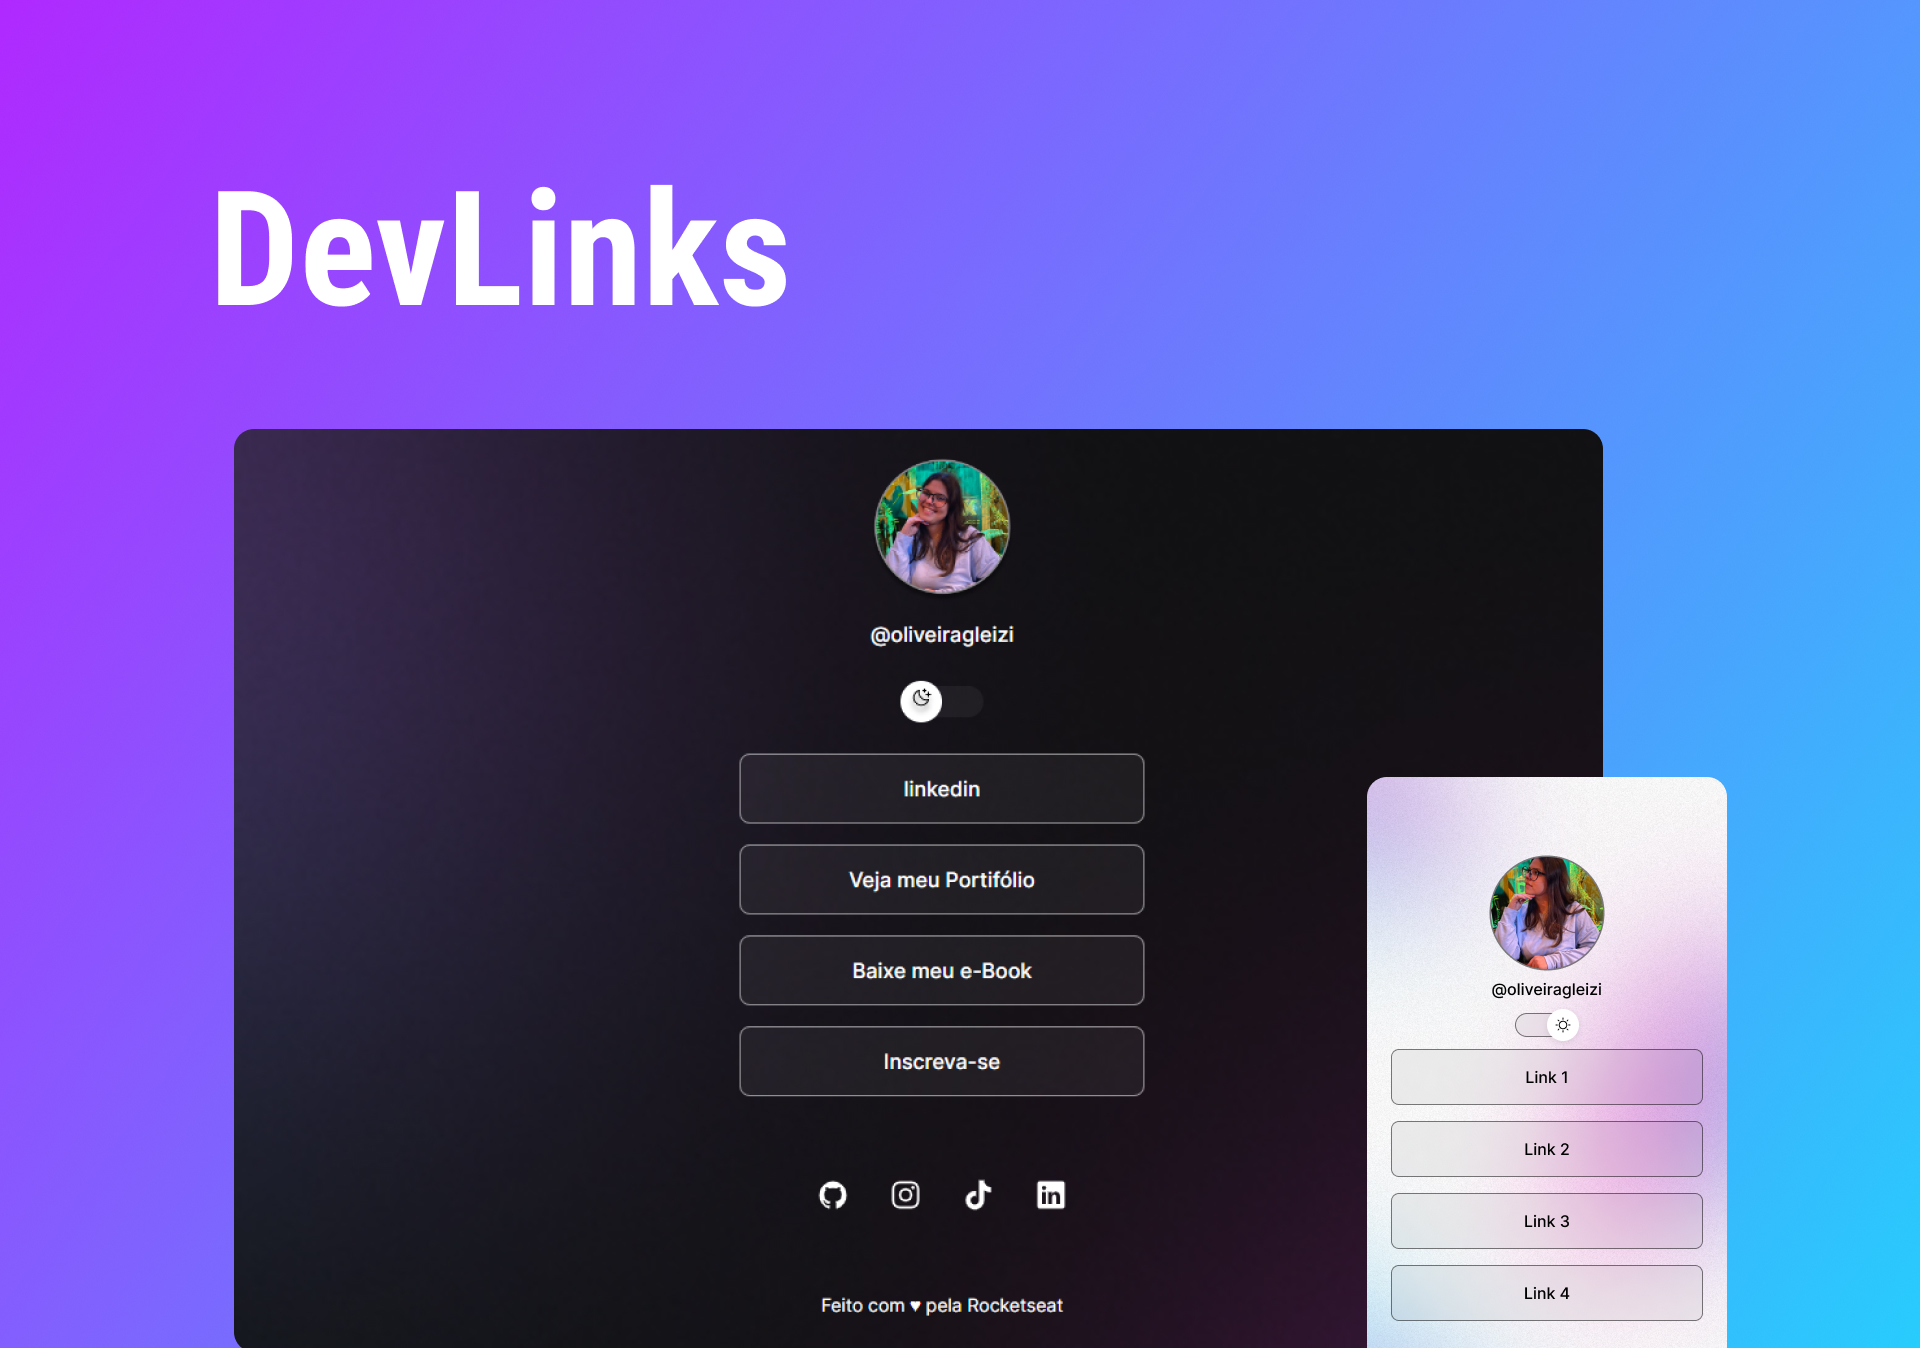 DevLinks
@oliveiragleizi
linkedin
Veja meu Portifólio
Baixe meu e-Book
Inscreva-se
Feito com ♥ pela Rocketseat
@oliveiragleizi
Link 1
Link 2
Link 3
Link 4